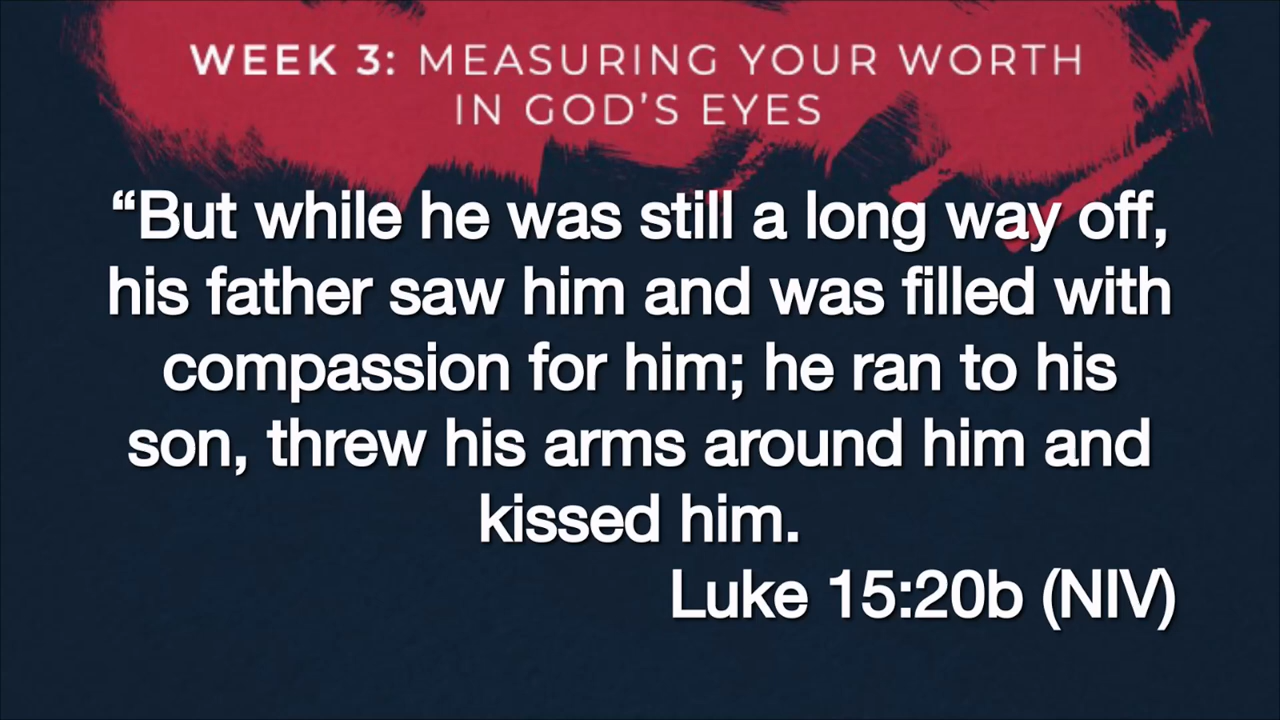 WEEK 3: MEASURING YOUR WORTH
IN GOD’S EYES
“But while he was still a long way off,
his father saw him and was filled with
compassion for him; he ran to his
son, threw his arms around him and
kissed him.
Luke 15:20b (NIV)